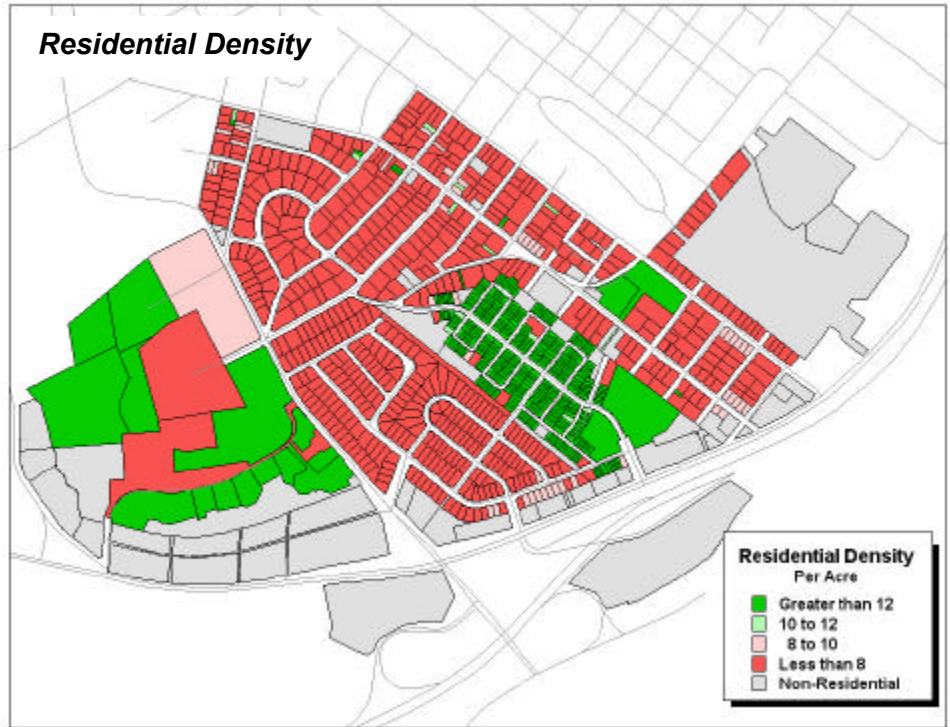 Residential Density
Residential Density
Per Acre
Greater than 12
10 to 12
8 to 10
Less than 8
Non-Residential